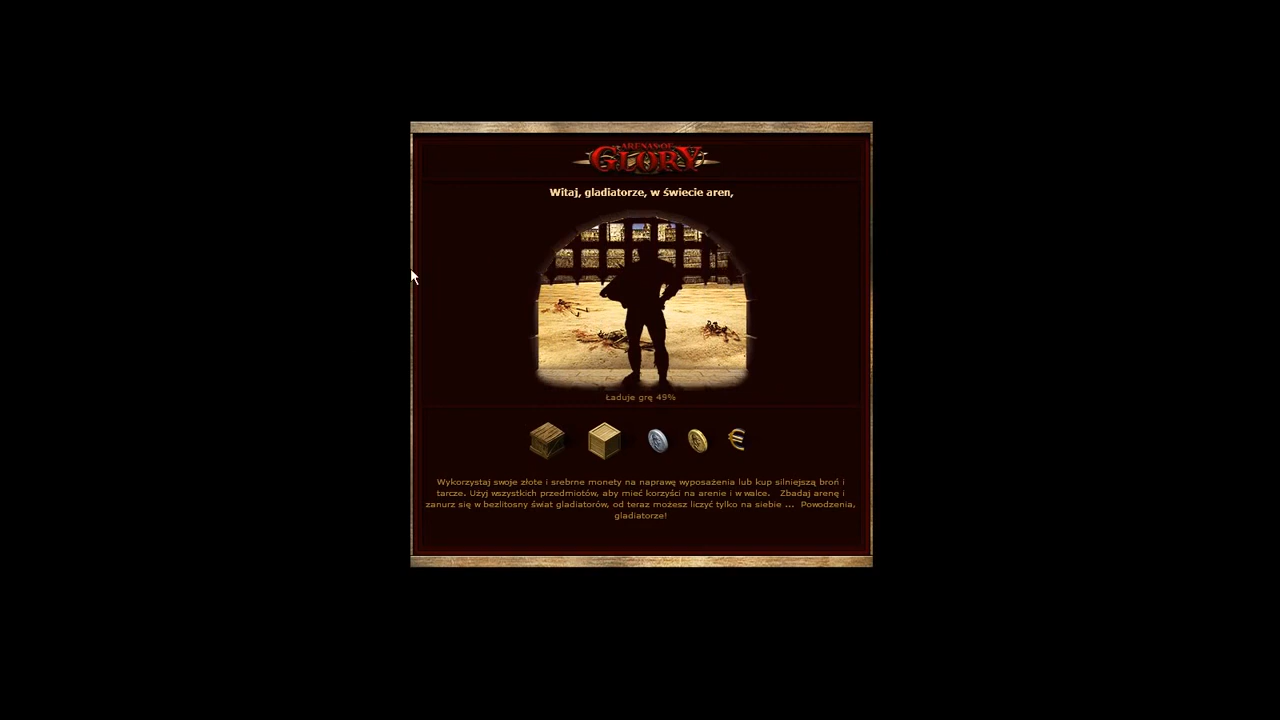 ARENAS OF
GLORY
Witaj, gladiatorze, w świecie aren,
Ładuje grę 49%
Wykorzystaj swoje złote i srebrne monety na naprawę wyposażenia lub kup silniejszą broń i
tarcze. Użyj wszystkich przedmiotów, aby mieć korzyści na arenie i w walce. Zbadaj arenę i
zanurz się w bezlitosny świat gladiatorów, od teraz możesz liczyć tylko na siebie ... Powodzenia,
gladiatorze!